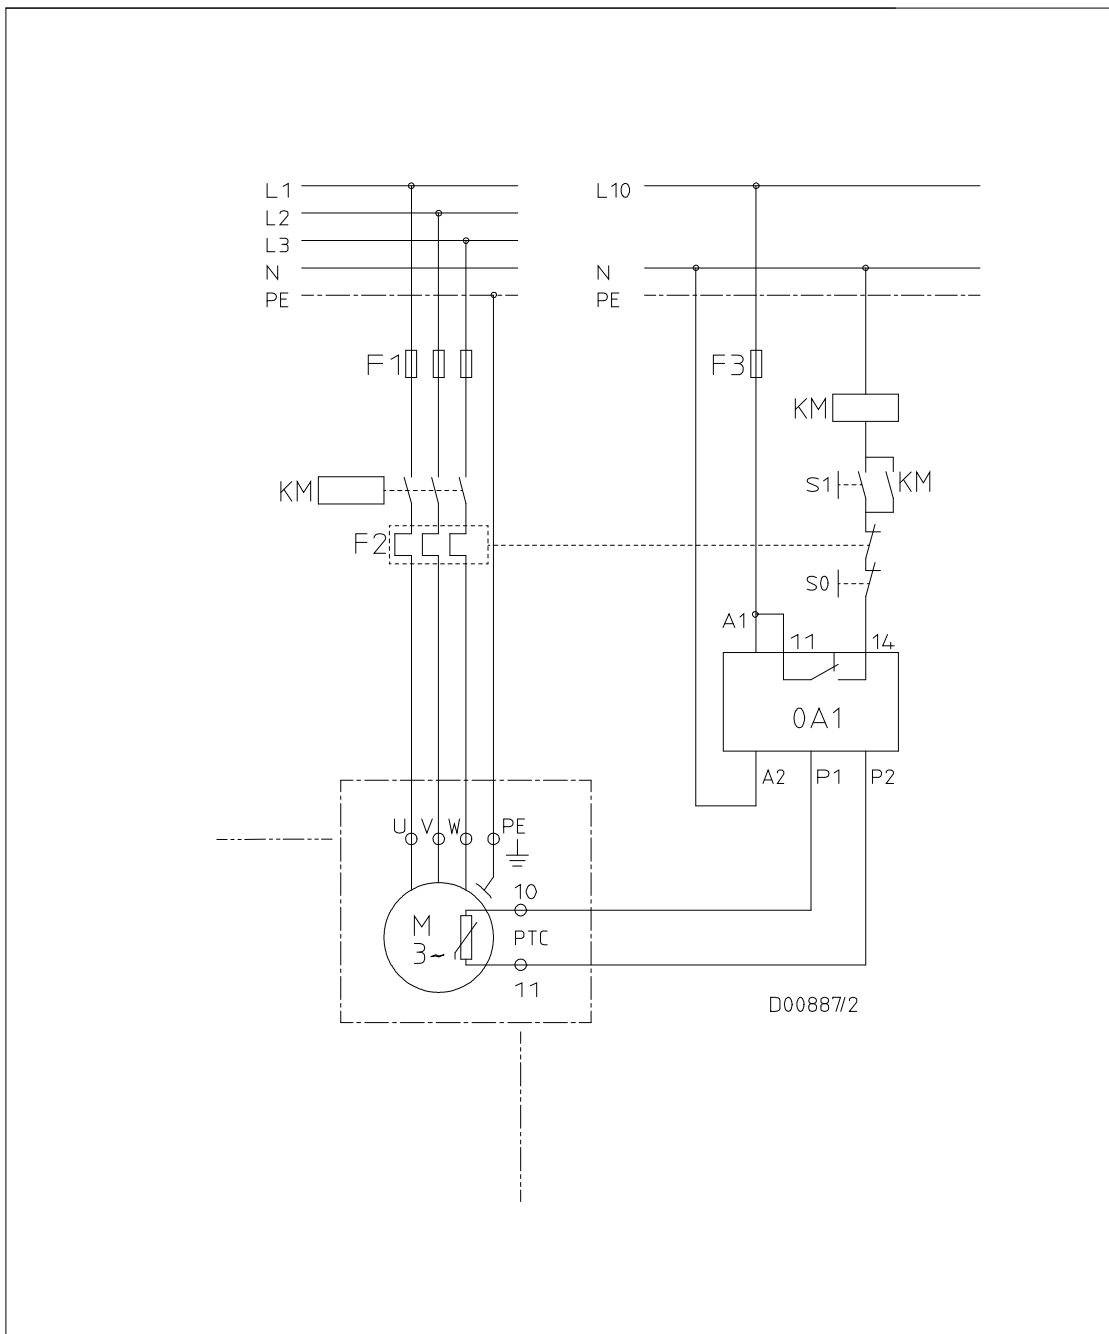 L1
L2
L3
N
PE
L10
N
PE
F1
F3
KM
KM
S1
KM
F2
S0
A1
11
14
0A1
A2
P1
P2
U
V
W
PE
10
M
3~
PTC
11
D00887/2